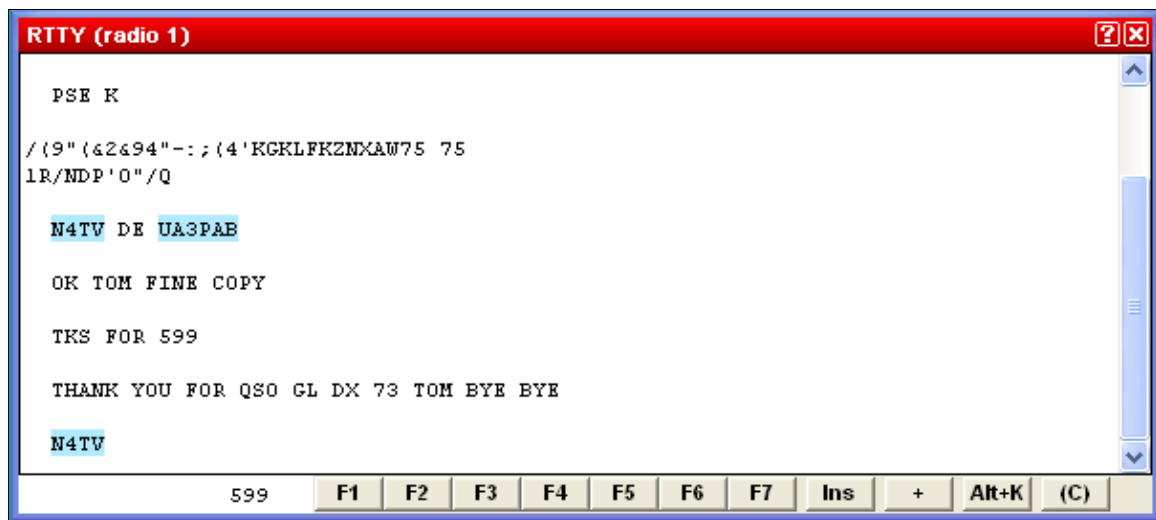 RTTY (radio 1)
PSE K
/(9"(&2&94"-:;(4'KGKLFKZNXAW75 75
lR/NDP'O"/Q
N4TV DE UA3PAB
OK TOM FINE COPY
TKS FOR 599
THANK YOU FOR QSO GL DX 73 TOM BYE BYE
N4TV
599 F1 F2 F3 F4 F5 F6 F7 Ins + Alt+K (C)